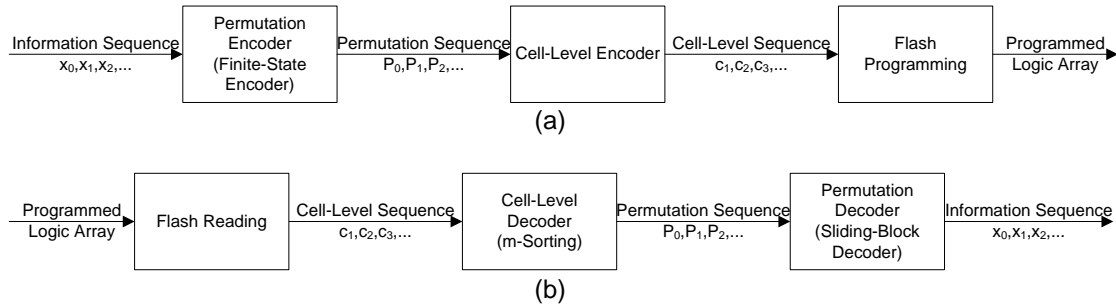 Information Sequence
x0,x1,x2,...
Permutation
Encoder
(Finite-State
Encoder)
Permutation Sequence
P0,P1,P2,...
Cell-Level Encoder
Cell-Level Sequence
c1,c2,c3,...
Flash
Programming
Programmed
Logic Array
(a)
Programmed
Logic Array
Flash Reading
Cell-Level Sequence
c1,c2,c3,...
Cell-Level
Decoder
(m-Sorting)
Permutation Sequence
P0,P1,P2,...
Permutation
Decoder
(Sliding-Block
Decoder)
Information Sequence
x0,x1,x2,...
(b)